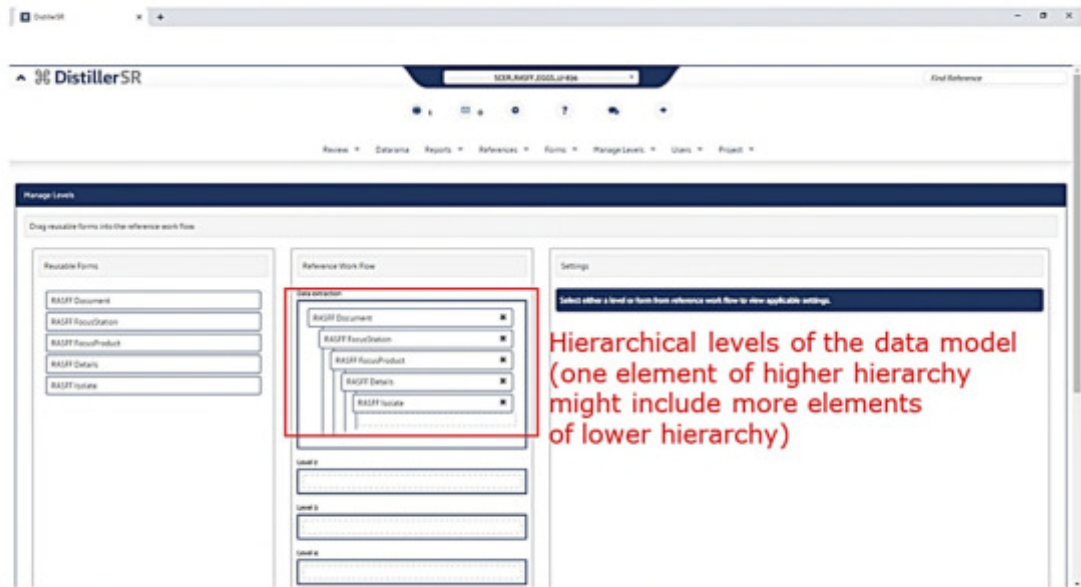 DistillerSR
DistillerSR
Find Reference
1
0
?
Review Datarama Reports References Forms Manage Levels Users Project
Manage Levels
Drag reusable forms into the reference work flow
Reusable Forms
RASFF Document
RASFF FocusStation
RASFF FocusProduct
RASFF Details
RASFF Isolate
Reference Work Flow
Data extraction
RASFF Document
RASFF FocusStation
RASFF FocusProduct
RASFF Details
RASFF Isolate
Level 2
Level 3
Level 4
Settings
Select either a level or form from reference work flow to view applicable settings.
Hierarchical levels of the data model
(one element of higher hierarchy
might include more elements
of lower hierarchy)